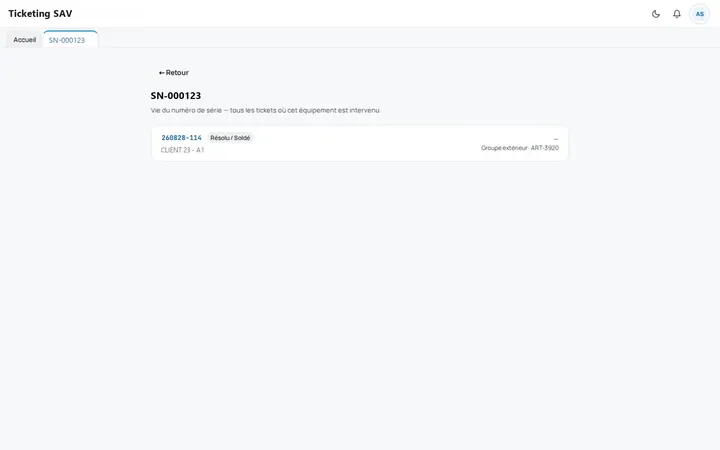 Ticketing SAV
AS
Accueil
SN-000123
← Retour
SN-000123
Vie du numéro de série — tous les tickets où cet équipement est intervenu
260828-114 Résolu / Soldé
—
CLIENT 23 - A1
Groupe extérieur · ART-3920